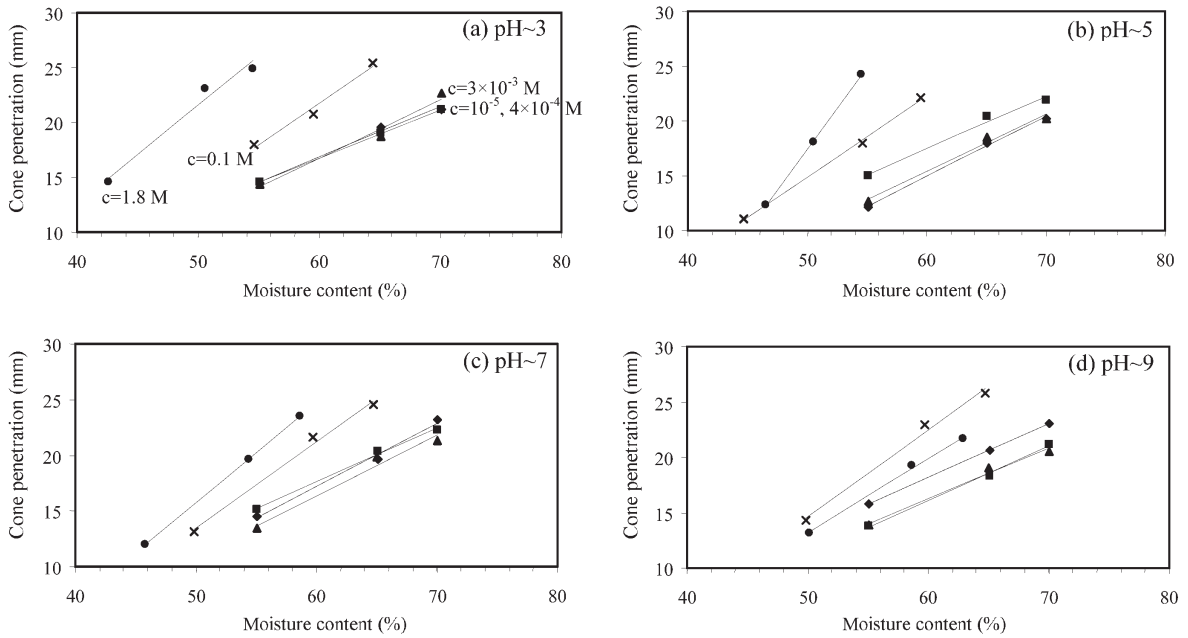 (a) pH~3
Cone penetration (mm)
30
25
20
15
10
c=3×10-3 M
c=10-5, 4×10-4 M
c=0.1 M
c=1.8 M
40 50 60 70 80
Moisture content (%)
(b) pH~5
Cone penetration (mm)
30
25
20
15
10
40 50 60 70 80
Moisture content (%)
(c) pH~7
Cone penetration (mm)
30
25
20
15
10
40 50 60 70 80
Moisture content (%)
(d) pH~9
Cone penetration (mm)
30
25
20
15
10
40 50 60 70 80
Moisture content (%)